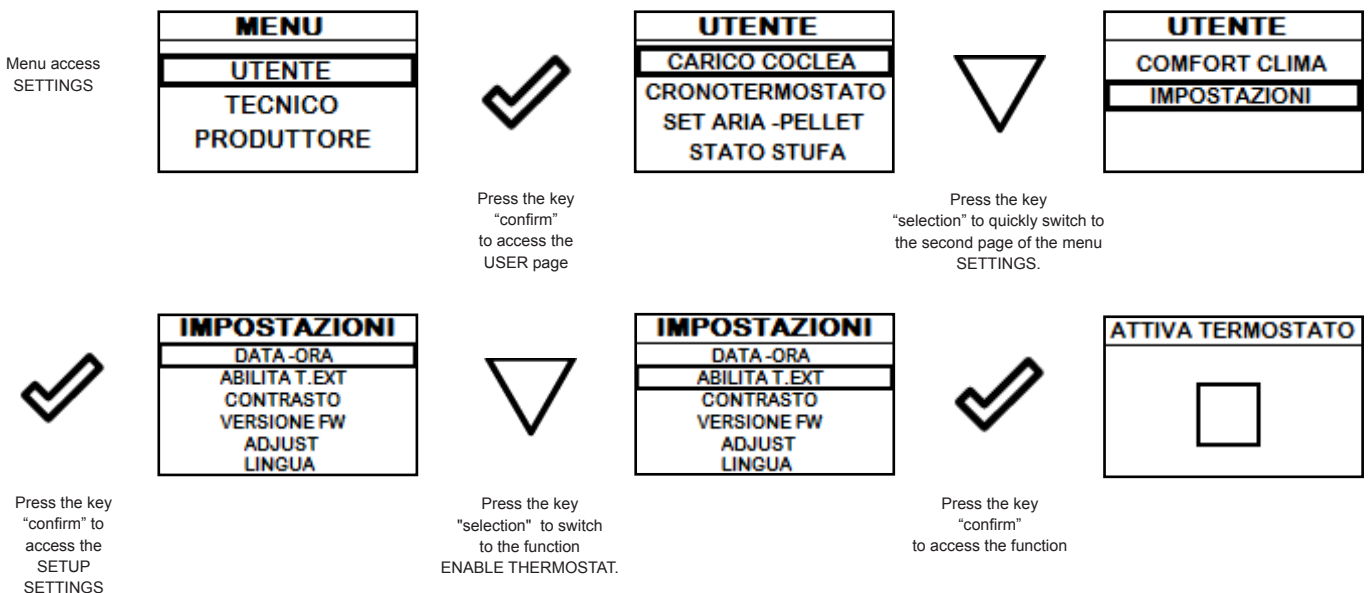 Menu access
SETTINGS
MENU
UTENTE
TECNICO
PRODUTTORE
Press the key
“confirm”
to access the
USER page
UTENTE
CARICO COCLEA
CRONOTERMOSTATO
SET ARIA -PELLET
STATO STUFA
Press the key
“selection” to quickly switch to
the second page of the menu
SETTINGS.
UTENTE
COMFORT CLIMA
IMPOSTAZIONI
Press the key
“confirm” to
access the
SETUP
SETTINGS
IMPOSTAZIONI
DATA -ORA
ABILITA T.EXT
CONTRASTO
VERSIONE FW
ADJUST
LINGUA
Press the key
"selection" to switch
to the function
ENABLE THERMOSTAT.
IMPOSTAZIONI
DATA -ORA
ABILITA T.EXT
CONTRASTO
VERSIONE FW
ADJUST
LINGUA
Press the key
“confirm”
to access the function
ATTIVA TERMOSTATO